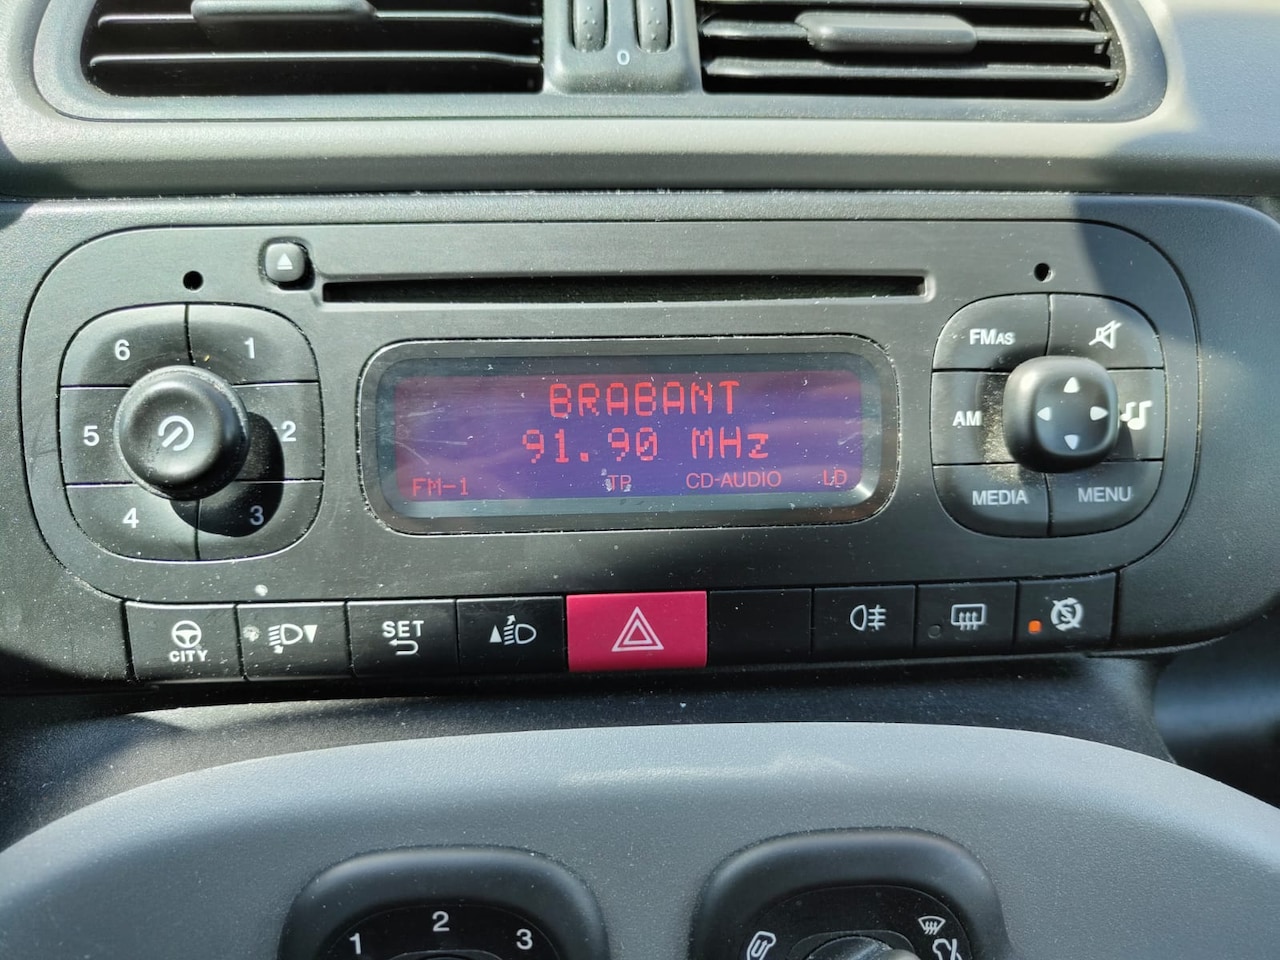 0
6 1
5 2
4 3
BRABANT
91.90 MHz
FM-1 TP CD-AUDIO LD
FMAS
AM
MEDIA MENU
CITY
SET
1 2 3